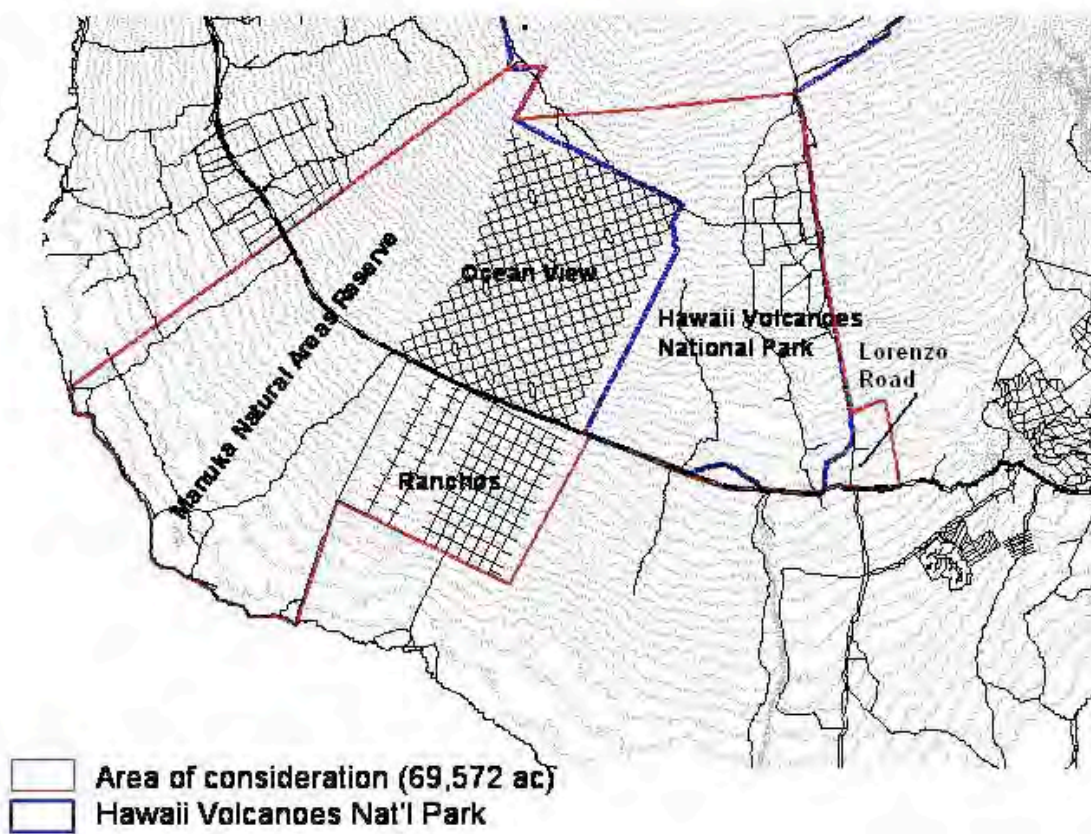 Ocean View
Manuka Natural Areas Reserve
Hawaii Volcanoes
National Park
Lorenzo
Road
Ranchos
Area of consideration (69,572 ac)
Hawaii Volcanoes Nat'l Park